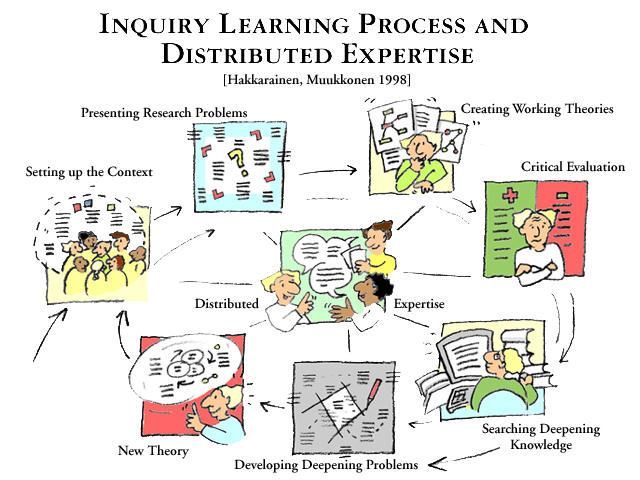 INQUIRY LEARNING PROCESS AND
DISTRIBUTED EXPERTISE
[Hakkarainen, Muukkonen 1998]
Presenting Research Problems
Creating Working Theories
Setting up the Context
Critical Evaluation
Distributed
Expertise
Searching Deepening
Knowledge
New Theory
Developing Deepening Problems